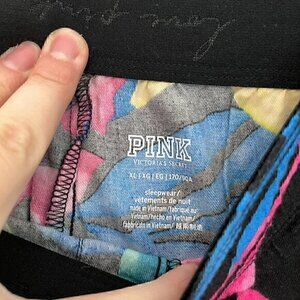 PINK
VICTORIA'S SECRET
XL | XG | EG | 170/90A
sleepwear/
vêtements de nuit
made in Vietnam/fabriqué au
Vietnam/hecho en Vietnam/
fabricado in Vietnam/